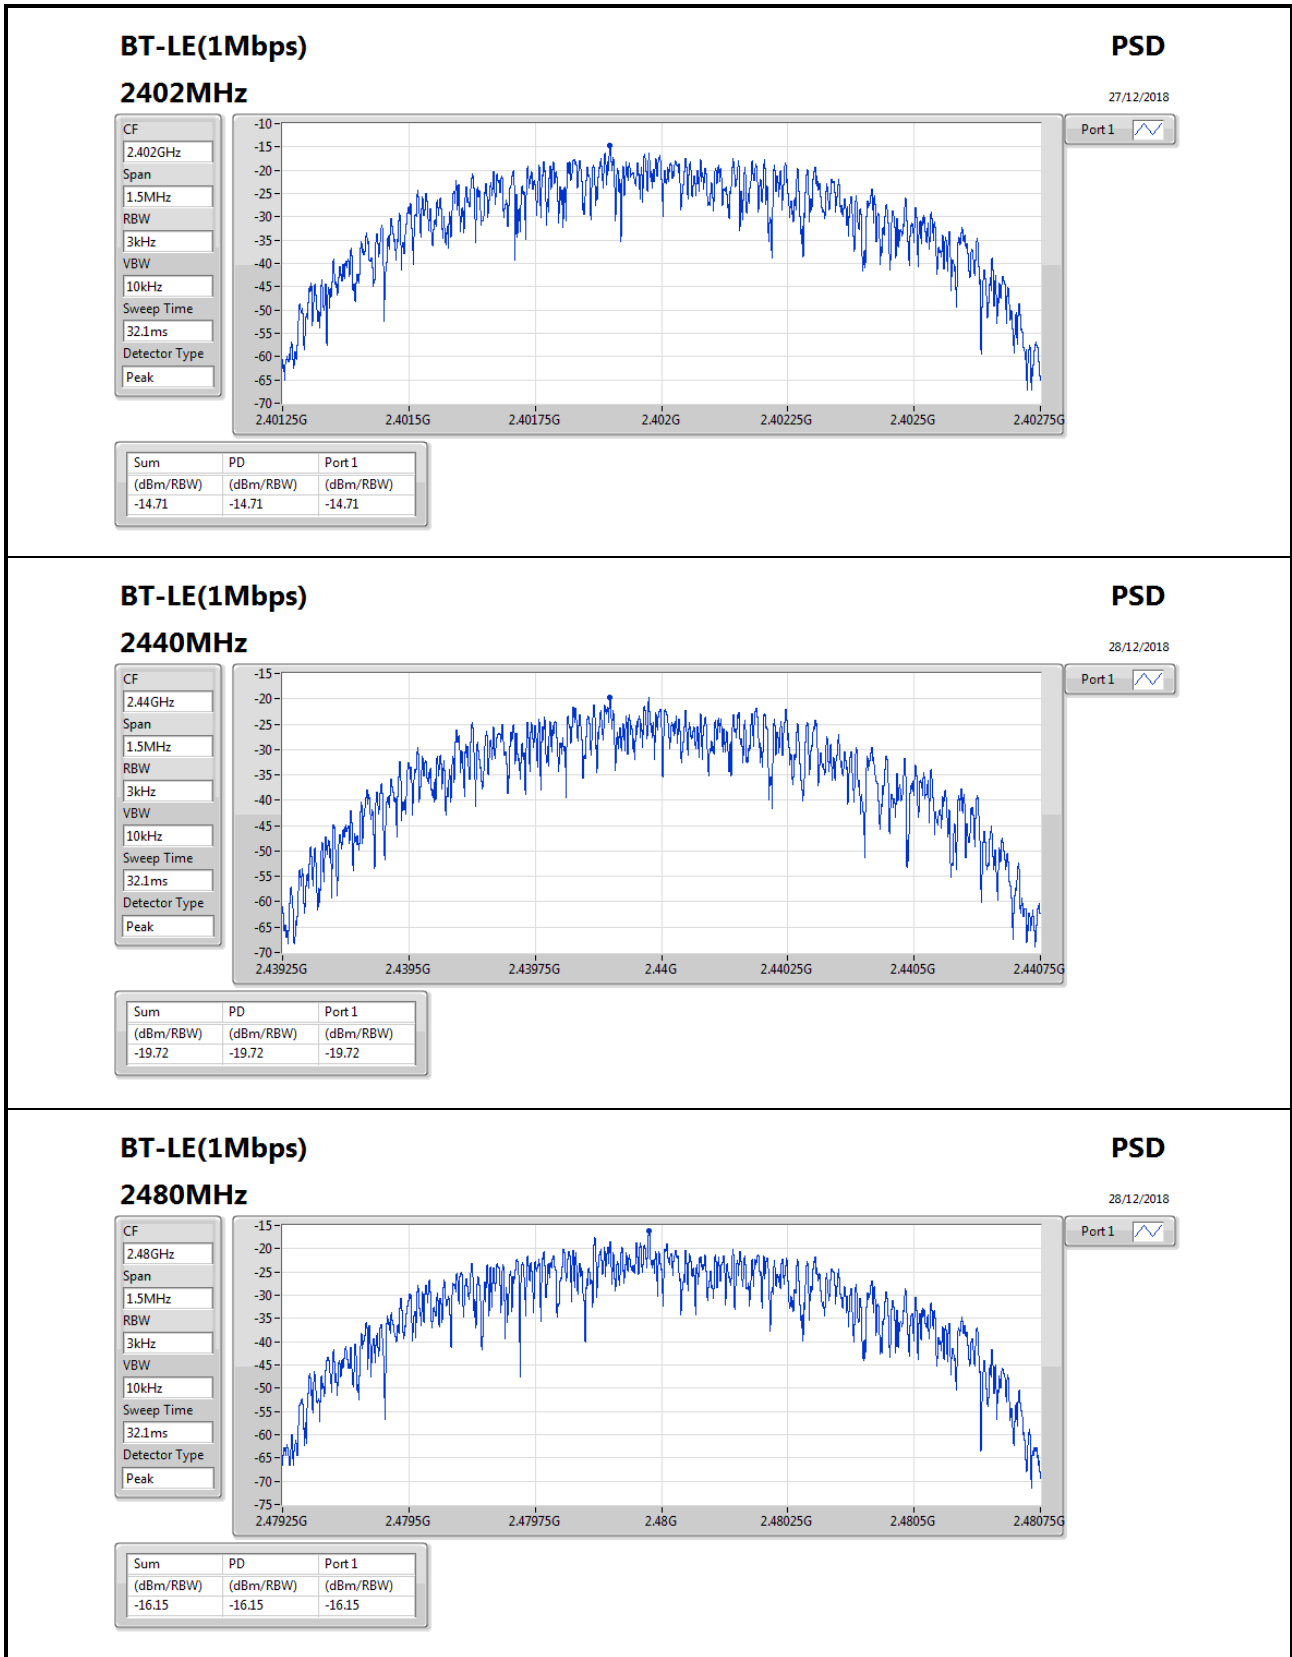 BT-LE(1Mbps) PSD
2402MHz 27/12/2018
CF
2.402GHz
Span
1.5MHz
RBW
3kHz
VBW
10kHz
Sweep Time
32.1ms
Detector Type
Peak
-10
-15
-20
-25
-30
-35
-40
-45
-50
-55
-60
-65
-70
2.40125G 2.4015G 2.40175G 2.402G 2.40225G 2.4025G 2.40275G
Port 1
Sum PD Port 1
(dBm/RBW) (dBm/RBW) (dBm/RBW)
-14.71 -14.71 -14.71
BT-LE(1Mbps) PSD
2440MHz 28/12/2018
CF
2.44GHz
Span
1.5MHz
RBW
3kHz
VBW
10kHz
Sweep Time
32.1ms
Detector Type
Peak
-15
-20
-25
-30
-35
-40
-45
-50
-55
-60
-65
-70
2.43925G 2.4395G 2.43975G 2.44G 2.44025G 2.4405G 2.44075G
Port 1
Sum PD Port 1
(dBm/RBW) (dBm/RBW) (dBm/RBW)
-19.72 -19.72 -19.72
BT-LE(1Mbps) PSD
2480MHz 28/12/2018
CF
2.48GHz
Span
1.5MHz
RBW
3kHz
VBW
10kHz
Sweep Time
32.1ms
Detector Type
Peak
-15
-20
-25
-30
-35
-40
-45
-50
-55
-60
-65
-70
-75
2.47925G 2.4795G 2.47975G 2.48G 2.48025G 2.4805G 2.48075G
Port 1
Sum PD Port 1
(dBm/RBW) (dBm/RBW) (dBm/RBW)
-16.15 -16.15 -16.15